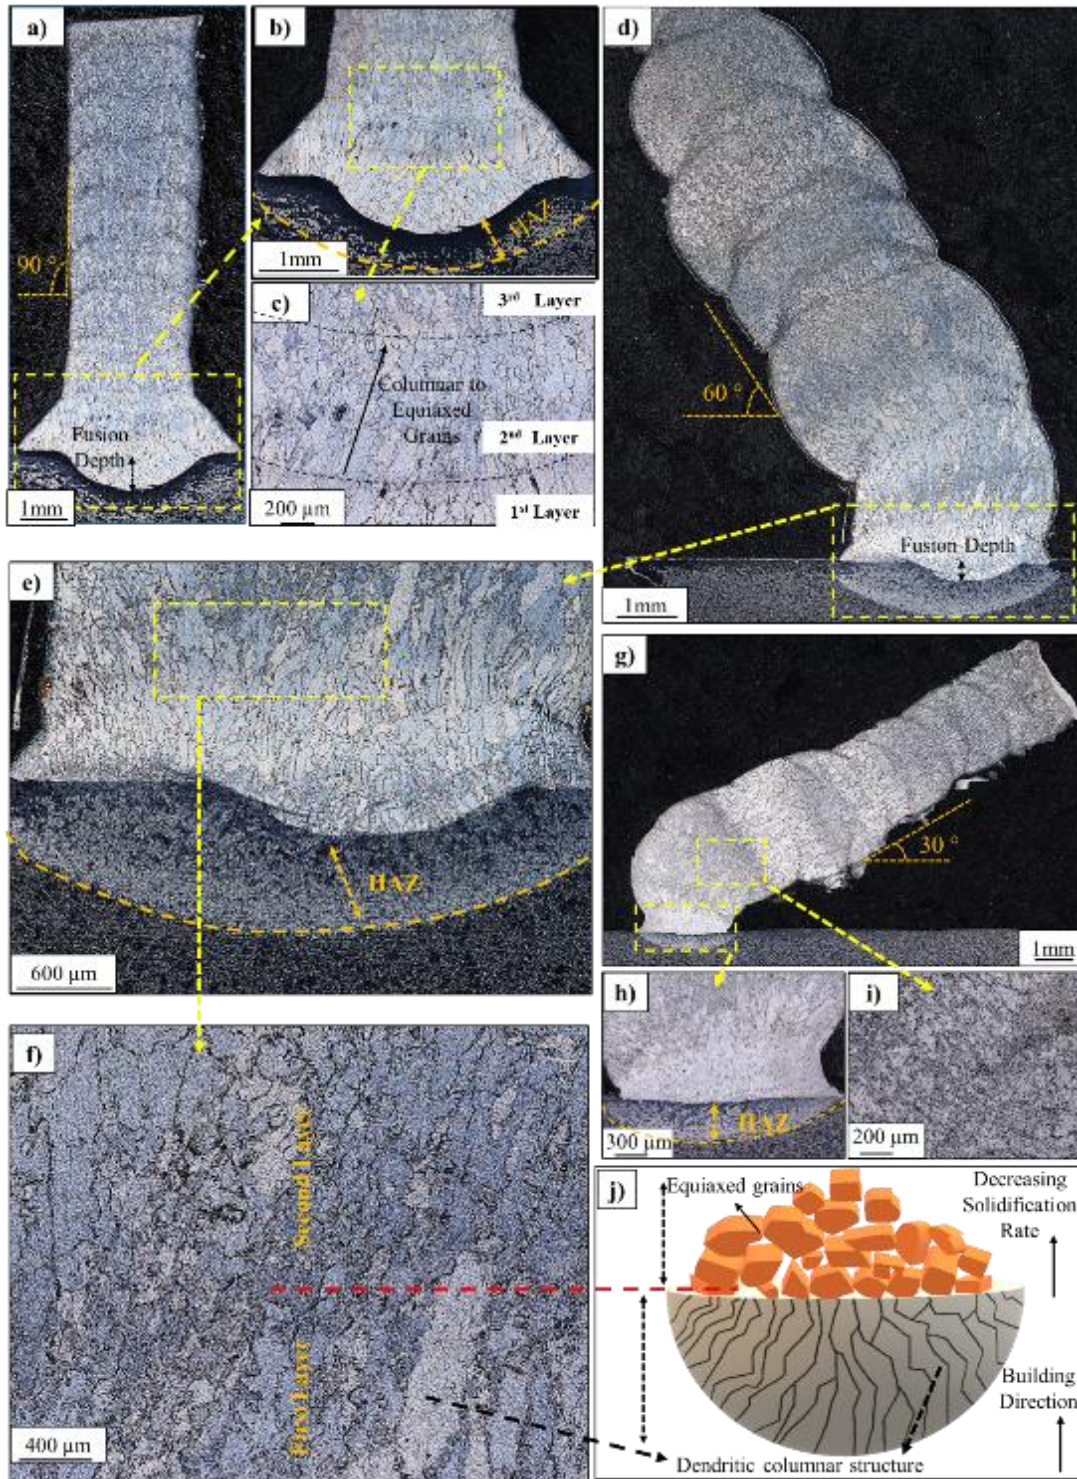 a)
90 °
Fusion
Depth
1mm
b)
HAZ
1mm
c)
3rd Layer
Columnar to
Equiaxed
Grains
2nd Layer
1st Layer
200 µm
d)
60 °
Fusion Depth
1mm
e)
HAZ
600 µm
f)
Second Layer
First Layer
400 µm
g)
30 °
1mm
h)
HAZ
300 µm
i)
200 µm
j)
Equiaxed grains
Decreasing
Solidification
Rate
Building
Direction
Dendritic columnar structure